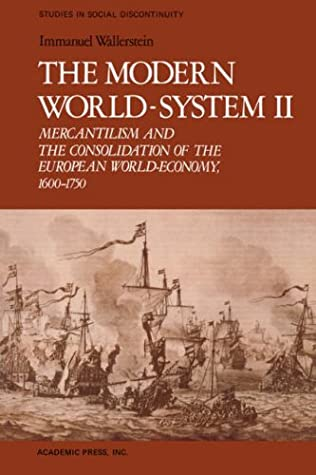 STUDIES IN SOCIAL DISCONTINUITY
Immanuel Wallerstein
THE MODERN
WORLD-SYSTEM II
MERCANTILISM AND
THE CONSOLIDATION OF THE
EUROPEAN WORLD-ECONOMY,
1600-1750
ACADEMIC PRESS, INC.